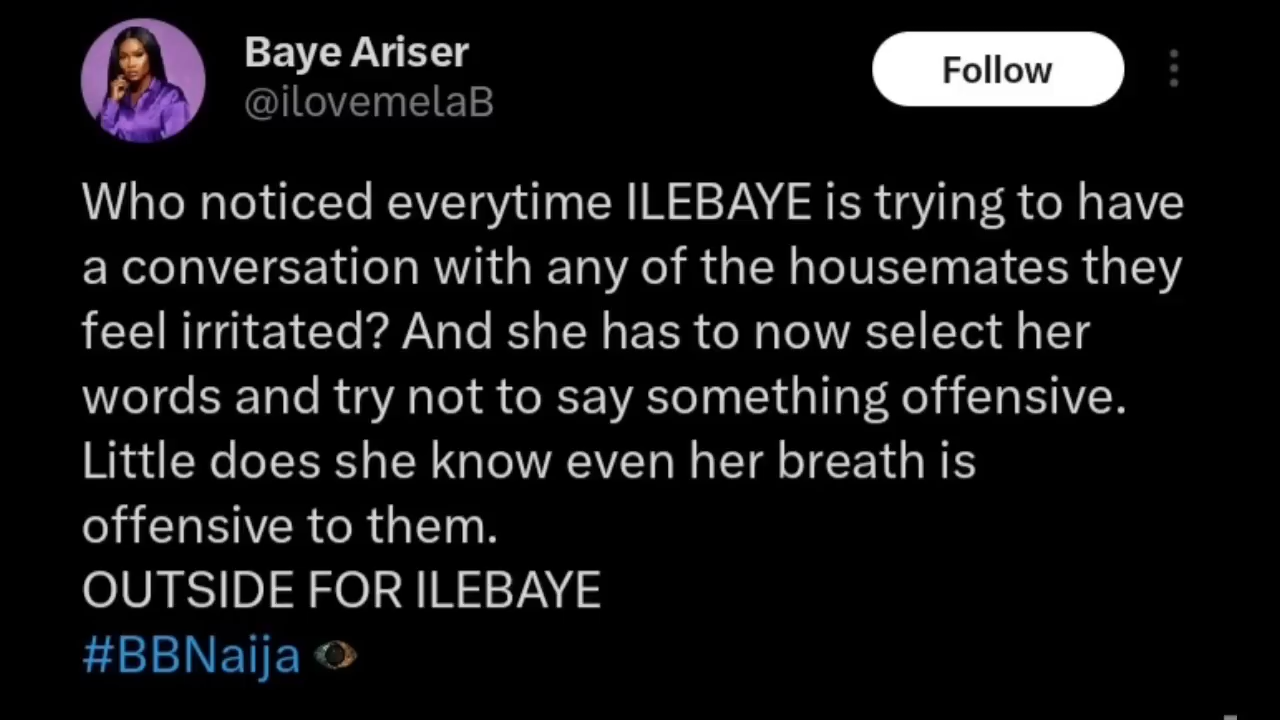 Baye Ariser
@ilovemelaB
Follow
Who noticed everytime ILEBAYE is trying to have
a conversation with any of the housemates they
feel irritated? And she has to now select her
words and try not to say something offensive.
Little does she know even her breath is
offensive to them.
OUTSIDE FOR ILEBAYE
#BBNaija